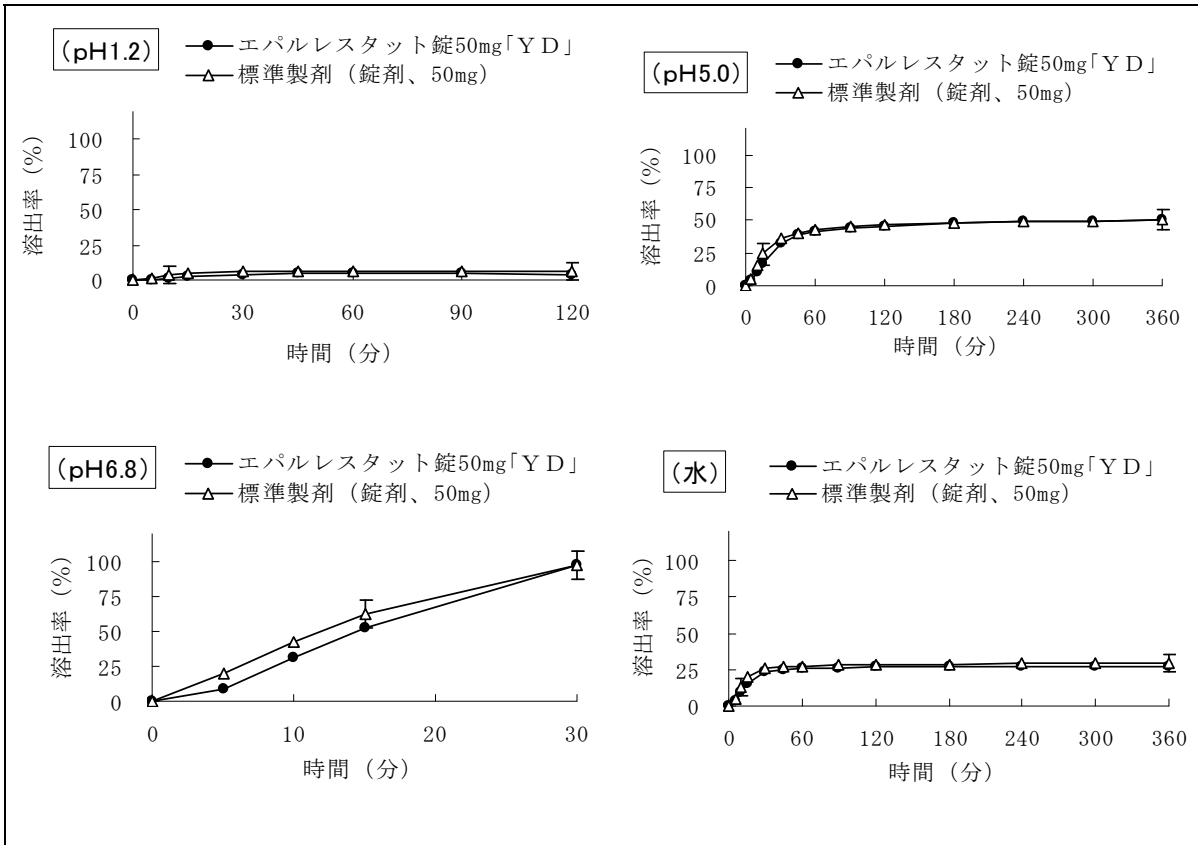 (pH1.2)
エパルレスタット錠50mg「ＹＤ」
標準製剤（錠剤、50mg）
溶出率（%）
100
75
50
25
0
0 30 60 90 120
時間（分）
(pH5.0)
エパルレスタット錠50mg「ＹＤ」
標準製剤（錠剤、50mg）
溶出率（%）
100
75
50
25
0
0 60 120 180 240 300 360
時間（分）
(pH6.8)
エパルレスタット錠50mg「ＹＤ」
標準製剤（錠剤、50mg）
溶出率（%）
100
75
50
25
0
0 10 20 30
時間（分）
(水)
エパルレスタット錠50mg「ＹＤ」
標準製剤（錠剤、50mg）
溶出率（%）
100
75
50
25
0
0 60 120 180 240 300 360
時間（分）